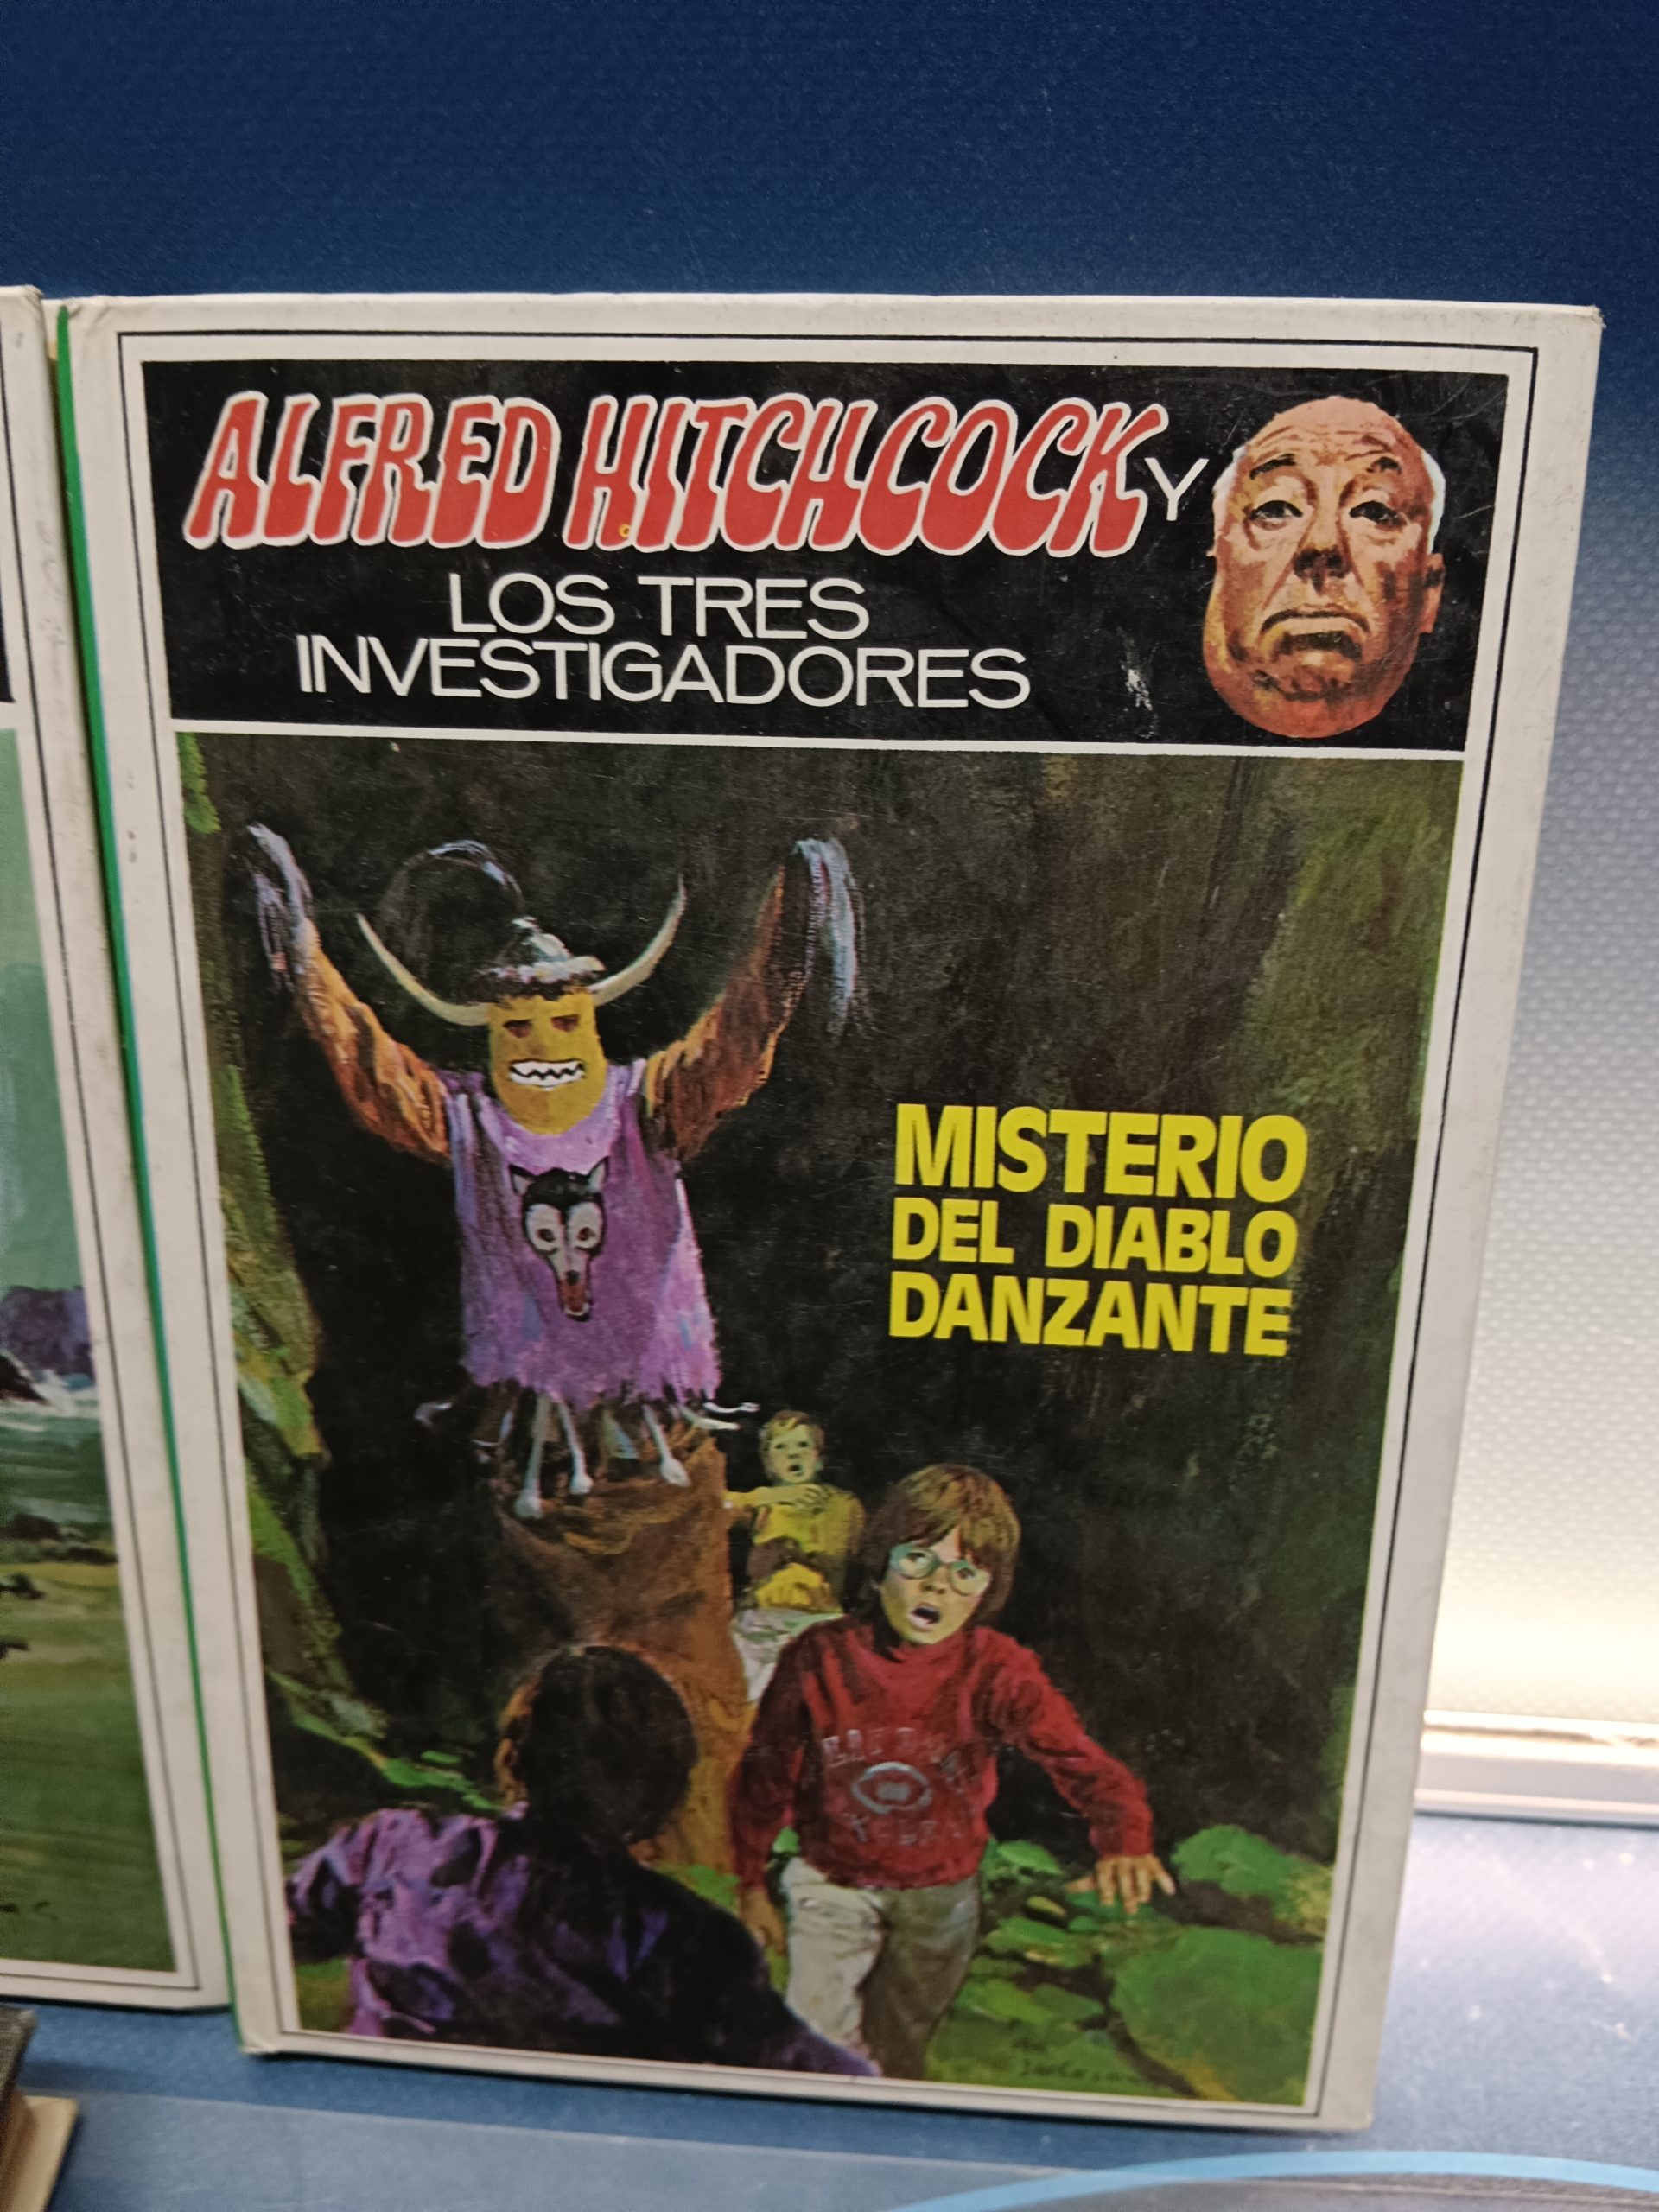 ALFRED HITCHCOCK Y
LOS TRES
INVESTIGADORES
MISTERIO
DEL DIABLO
DANZANTE